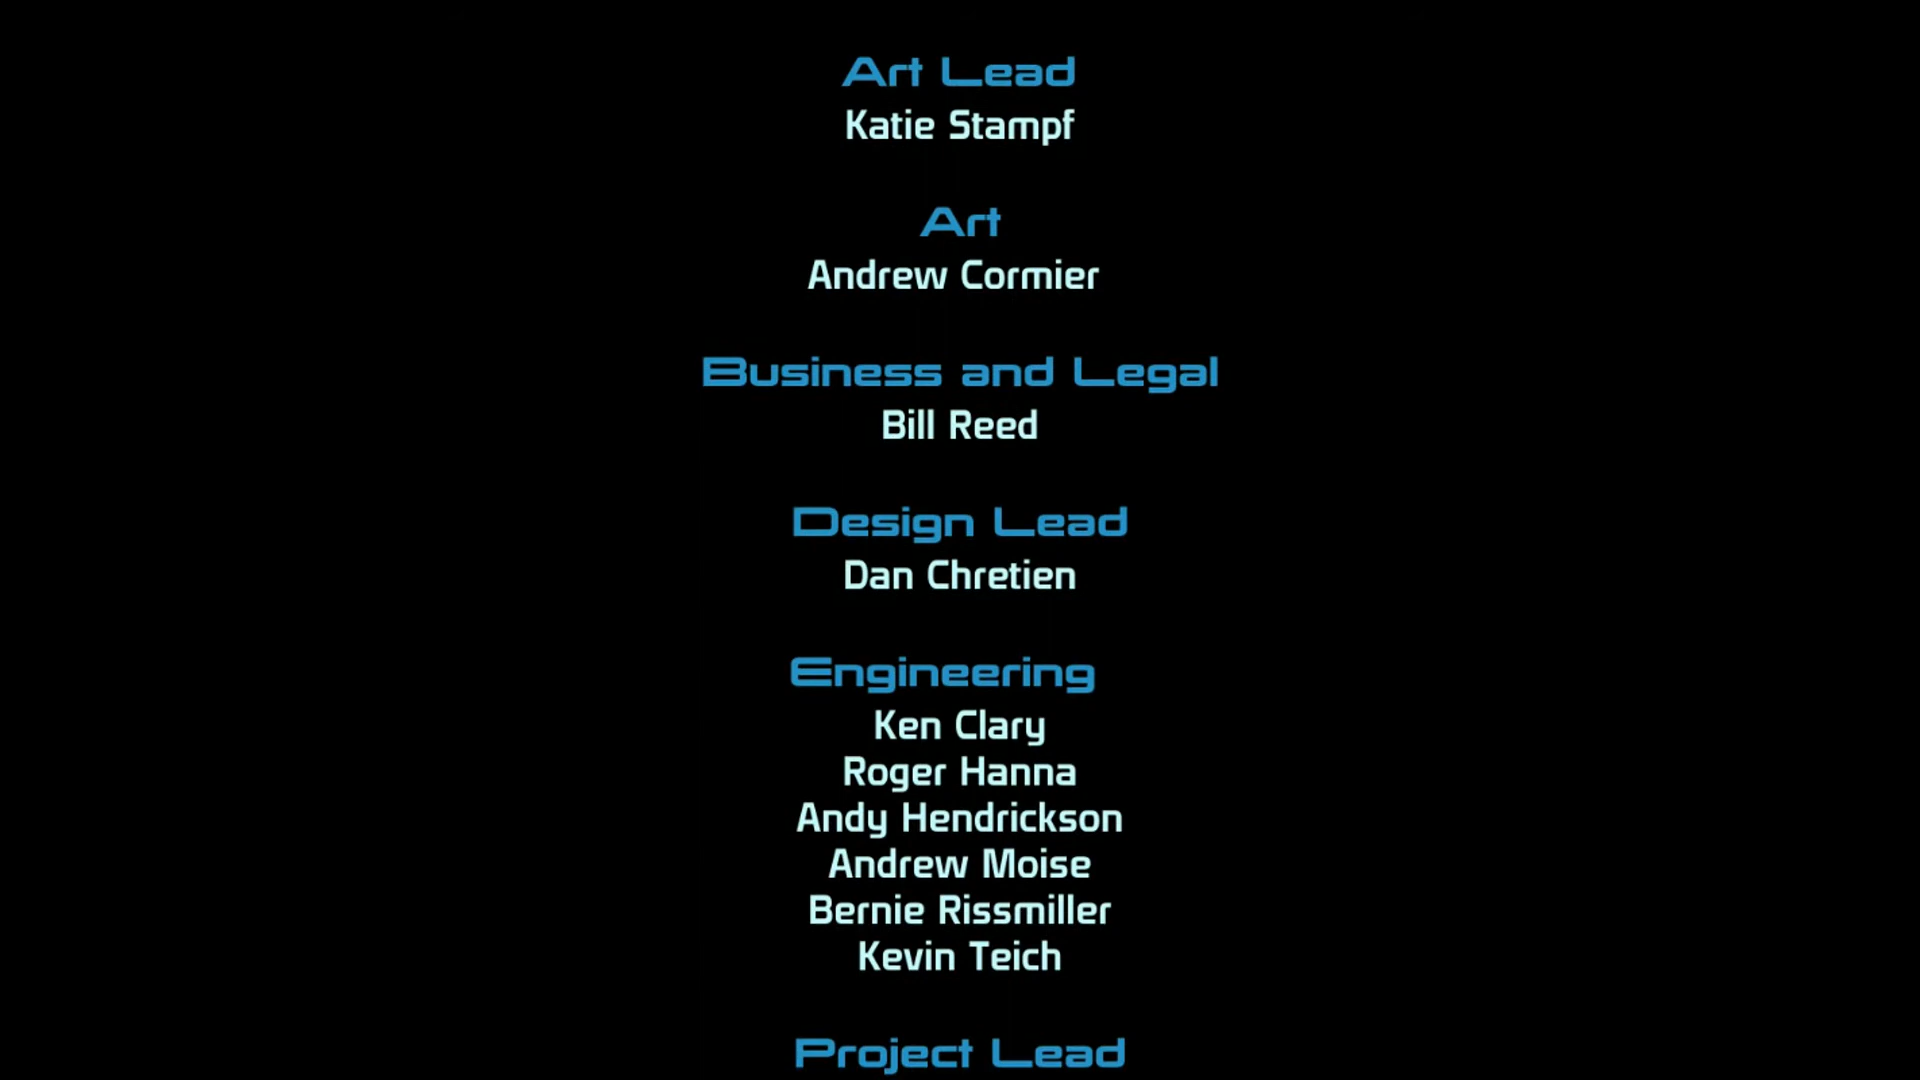 Art Lead
Katie Stampf
Art
Andrew Cormier
Business and Legal
Bill Reed
Design Lead
Dan Chretien
Engineering
Ken Clary
Roger Hanna
Andy Hendrickson
Andrew Moise
Bernie Rissmiller
Kevin Teich
Project Lead